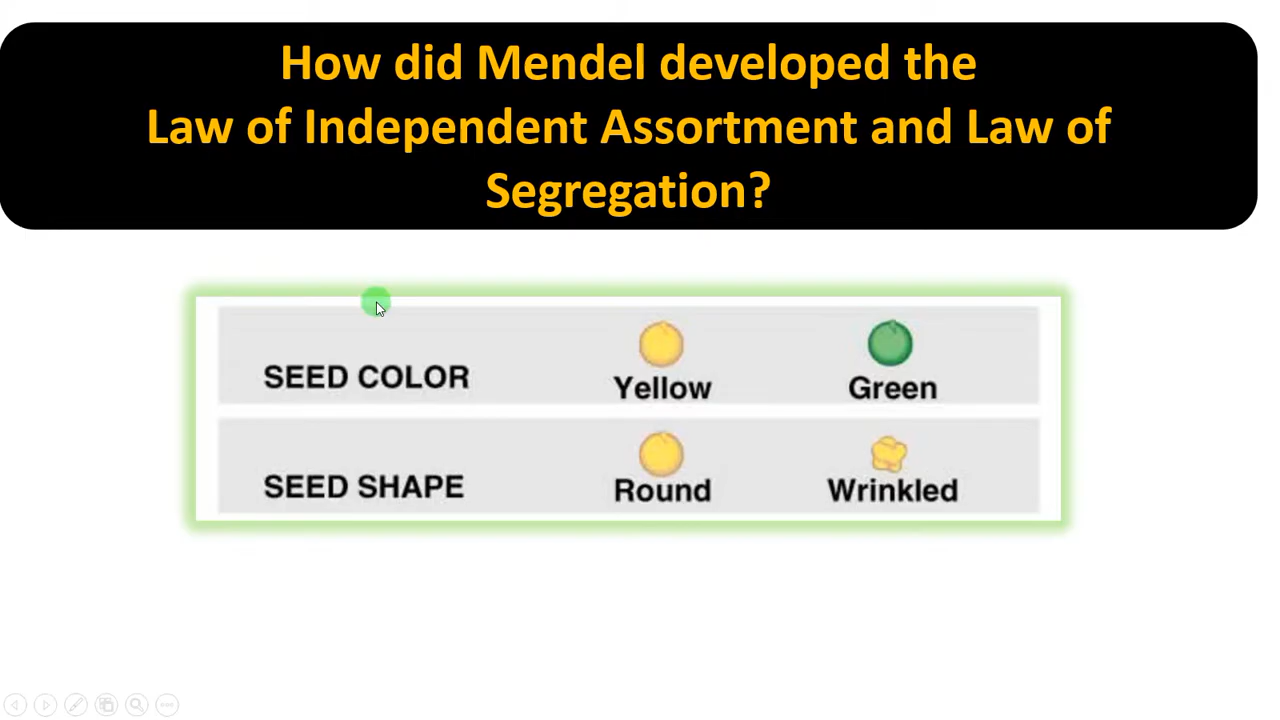 How did Mendel developed the
Law of Independent Assortment and Law of
Segregation?
SEED COLOR
Yellow
Green
SEED SHAPE
Round
Wrinkled